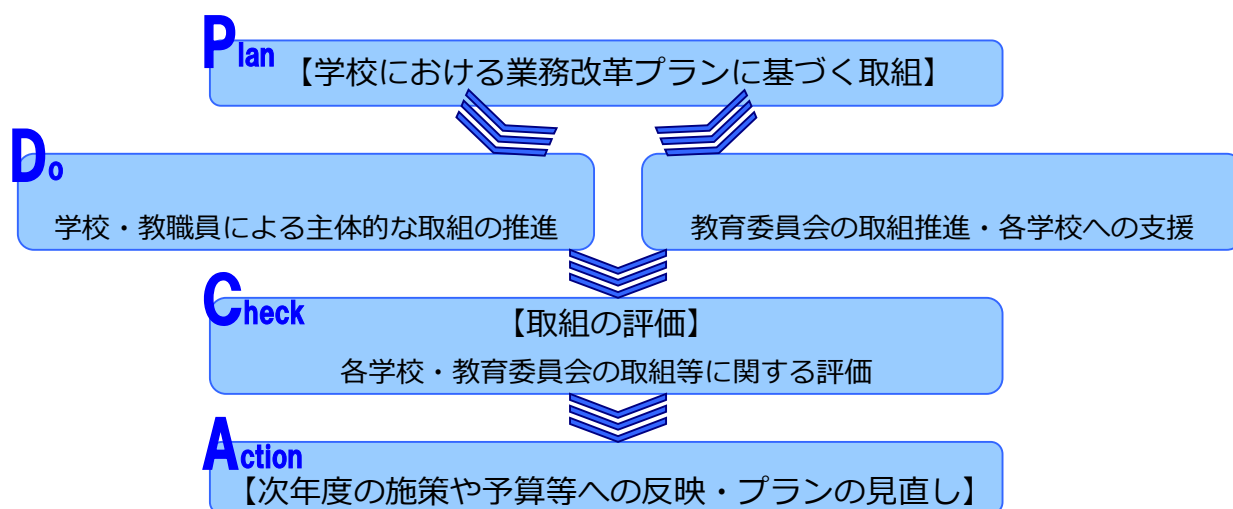 Plan
【学校における業務改革プランに基づく取組】
Do
学校・教職員による主体的な取組の推進
教育委員会の取組推進・各学校への支援
Check
【取組の評価】
各学校・教育委員会の取組等に関する評価
Action
【次年度の施策や予算等への反映・プランの見直し】